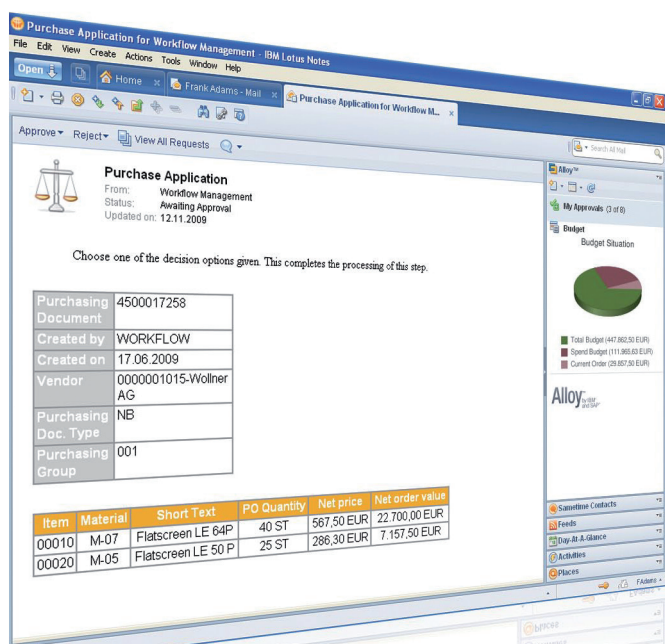 Purchase Application for Workflow Management - IBM Lotus Notes
File Edit View Create Actions Tools Window Help
Open
Home × Frank Adams - Mail × Purchase Application for Workflow M... ×
Approve Reject View All Requests
Search All Mail
Purchase Application
From: Workflow Management
Status: Awaiting Approval
Updated on: 12.11.2009
Choose one of the decision options given. This completes the processing of this step.
Purchasing Document 4500017258
Created by WORKFLOW
Created on 17.06.2009
Vendor 0000001015-Wollner AG
Purchasing Doc. Type NB
Purchasing Group 001
Item Material Short Text PO Quantity Net price Net order value
00010 M-07 Flatscreen LE 64P 40 ST 567,50 EUR 22.700,00 EUR
00020 M-05 Flatscreen LE 50 P 25 ST 286,30 EUR 7.157,50 EUR
Alloy™
My Approvals (3 of 8)
Budget
Budget Situation
Total Budget (447.862,50 EUR)
Spend Budget (111.965,63 EUR)
Current Order (29.857,50 EUR)
Alloy™ by IBM and SAP
Sametime Contacts
Feeds
Day-At-A-Glance
Activities
Places
FAdams